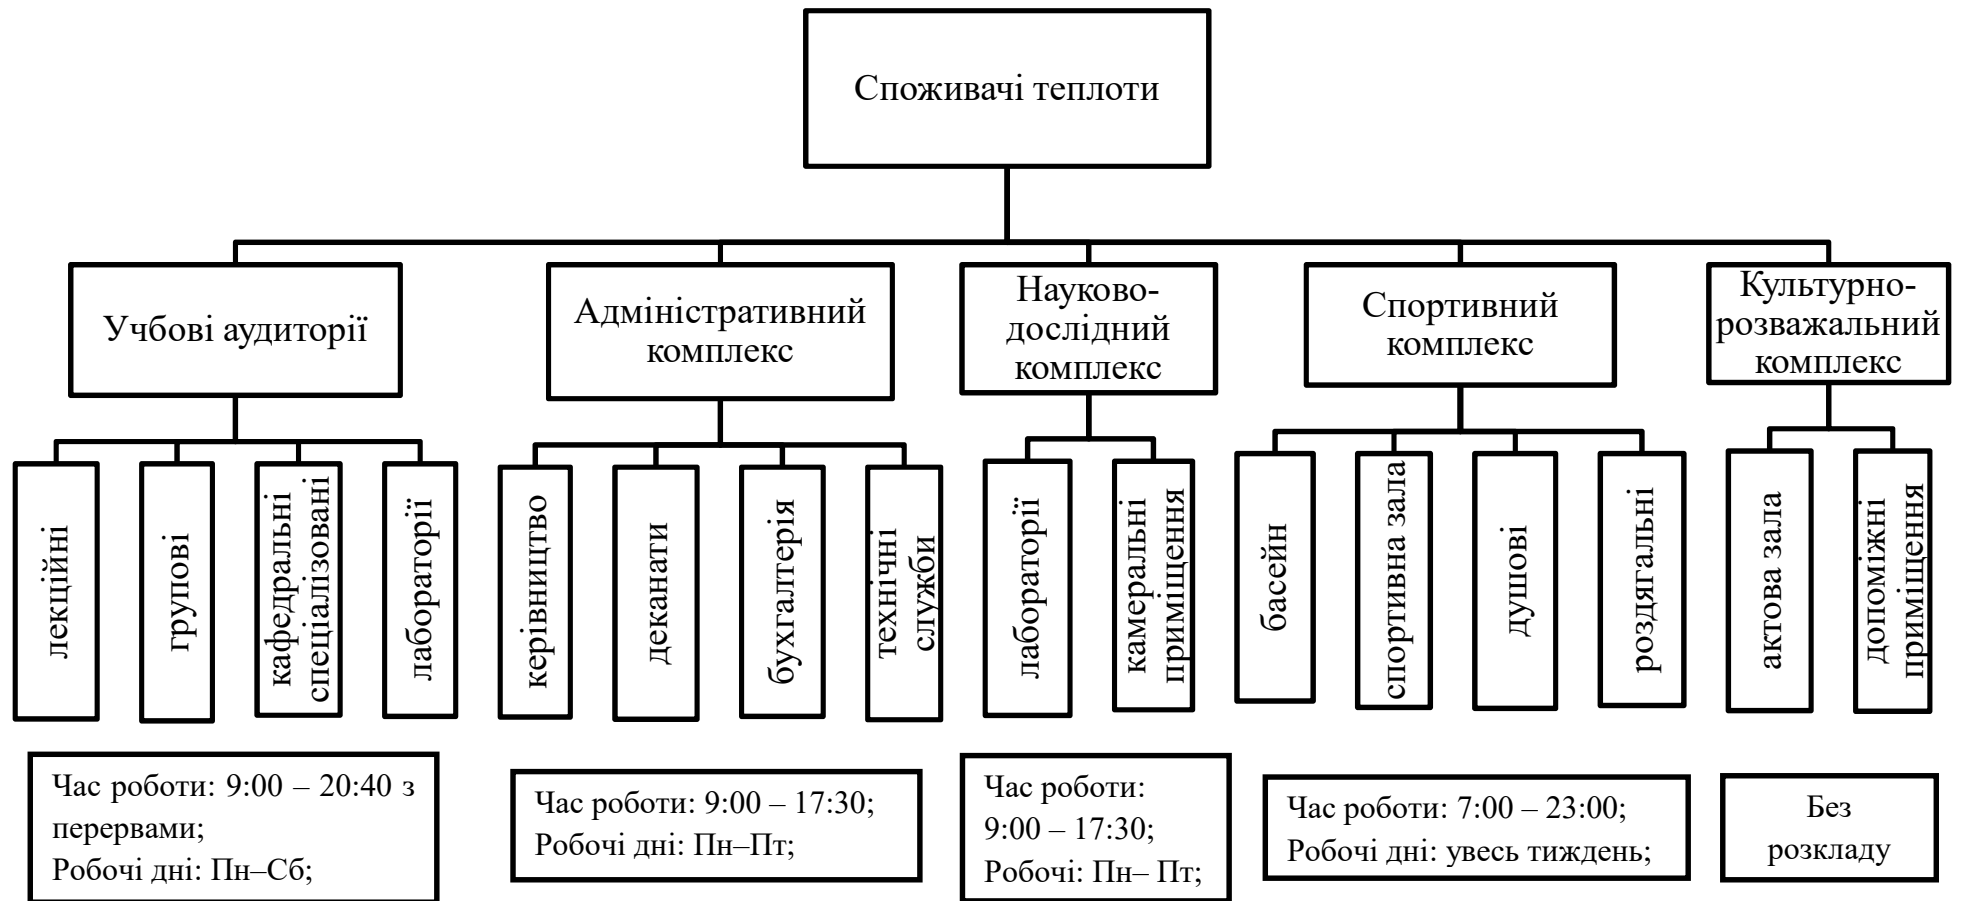 Споживачі теплоти
Учбові аудиторії
Адміністративний
комплекс
Науково-
дослідний
комплекс
Спортивний
комплекс
Культурно-
розважальний
комплекс
лекційні
групові
кафедральні
спеціалізовані
лабораторії
керівництво
деканати
бухгалтерія
технічні
служби
лабораторії
камеральні
приміщення
басейн
спортивна зала
душові
роздягальні
актова зала
допоміжні
приміщення
Час роботи: 9:00 – 20:40 з
перервами;
Робочі дні: Пн–Сб;
Час роботи: 9:00 – 17:30;
Робочі дні: Пн–Пт;
Час роботи:
9:00 – 17:30;
Робочі: Пн– Пт;
Час роботи: 7:00 – 23:00;
Робочі дні: увесь тиждень;
Без
розкладу